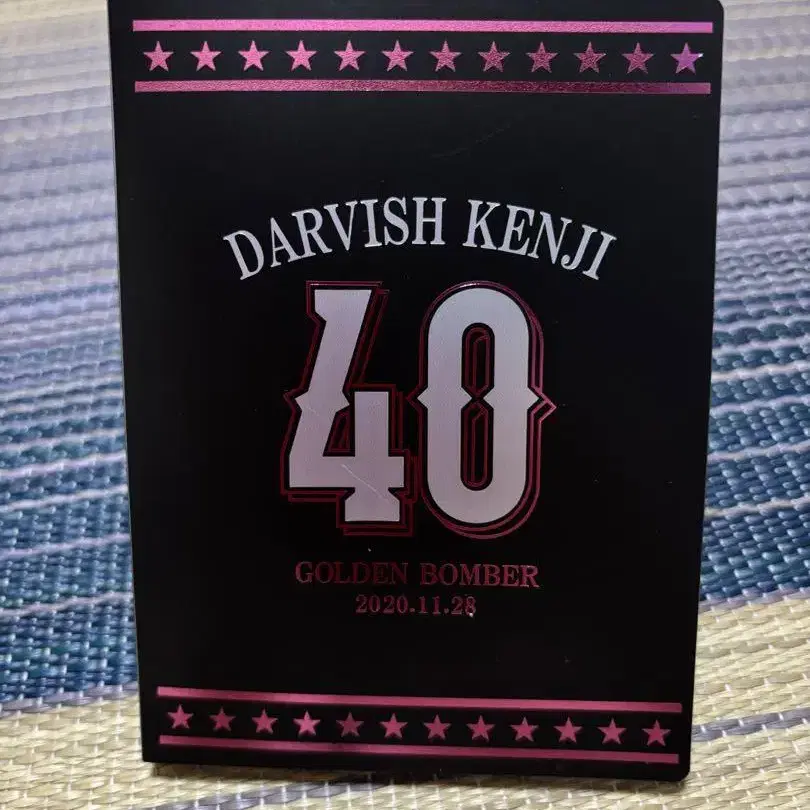 DARVISH KENJI
40
GOLDEN BOMBER
2020.11.28